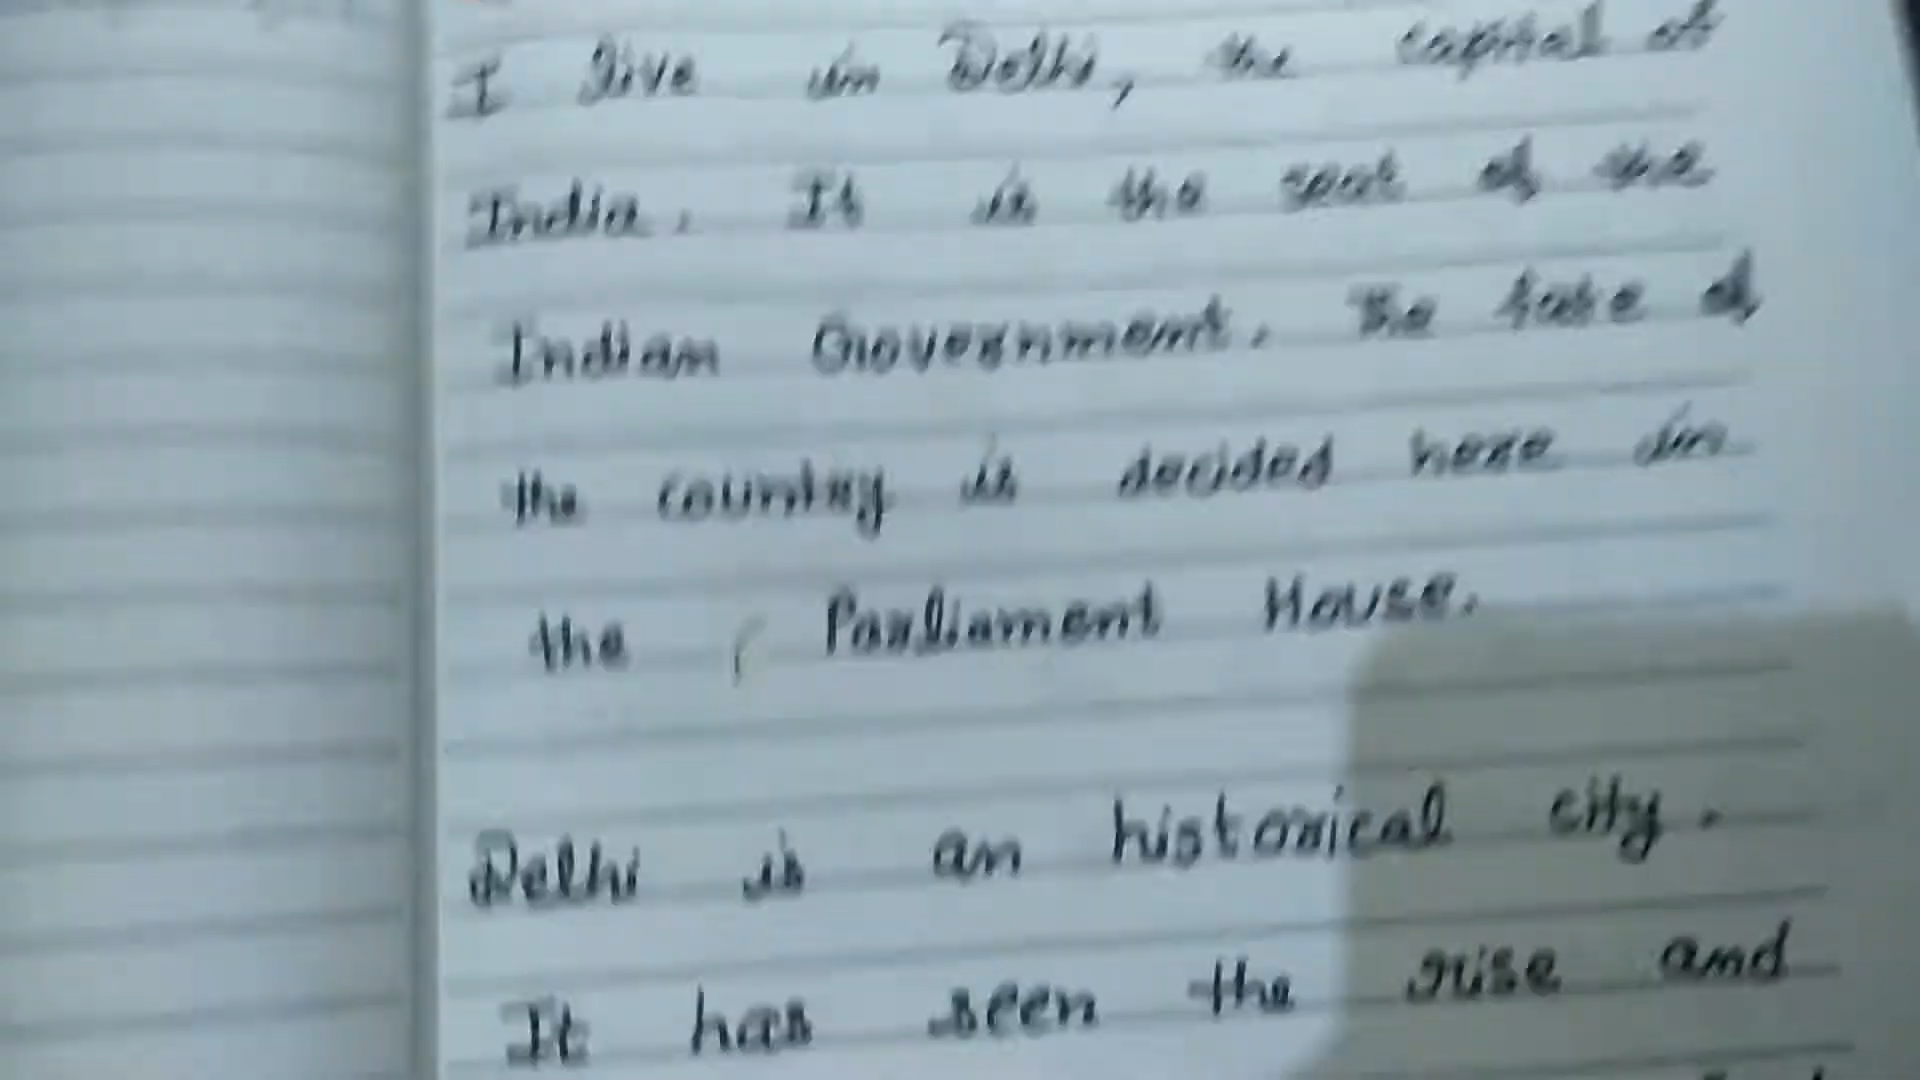 I live in Delhi, the capital of
India. It is the seat of the
Indian Government. The fate of
the country is decided here in
the Parliament House.
Delhi is an historical city.
It has seen the rise and